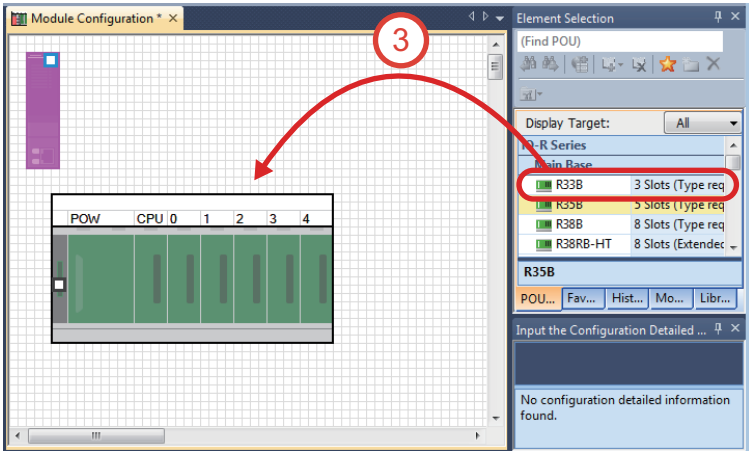 Module Configuration *
3
POW CPU 0 1 2 3 4
Element Selection
(Find POU)
Display Target: All
iQ-R Series
Main Base
R33B 3 Slots (Type req
R35B 5 Slots (Type req
R38B 8 Slots (Type req
R38RB-HT 8 Slots (Extended
R35B
POU... Fav... Hist... Mo... Libr...
Input the Configuration Detailed ...
No configuration detailed information
found.